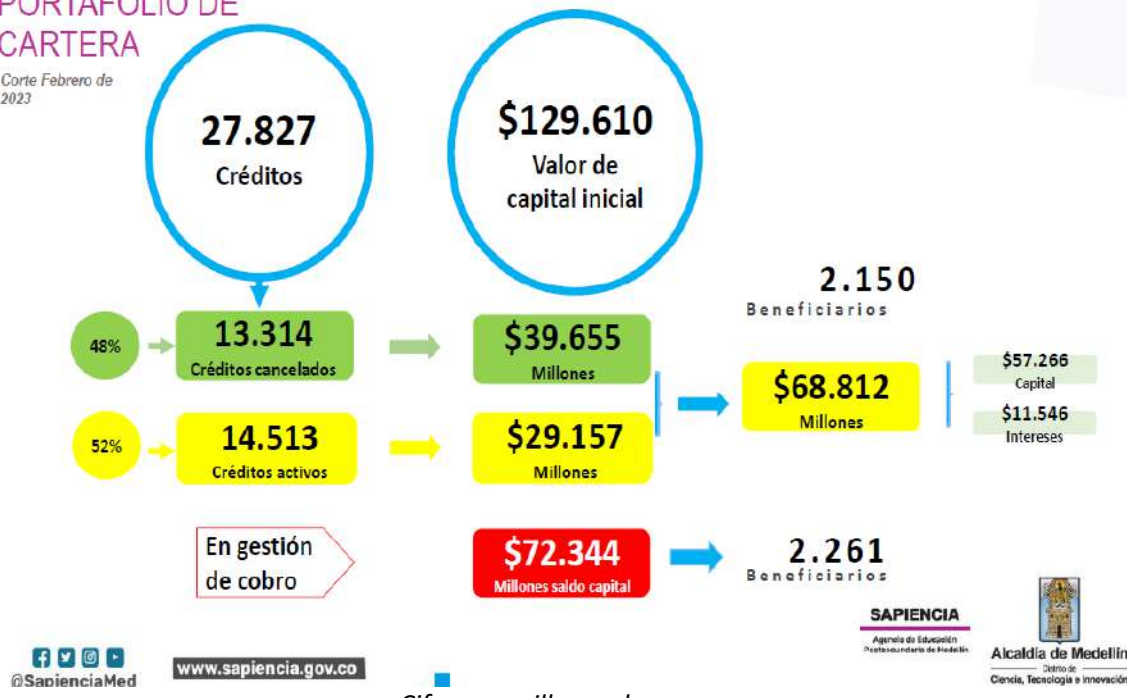 PORTAFOLIO DE
CARTERA
Corte Febrero de
2023
27.827
Créditos
$129.610
Valor de
capital inicial
2.150
Beneficiarios
48%
13.314
Créditos cancelados
$39.655
Millones
$68.812
Millones
$57.266
Capital
$11.546
Intereses
52%
14.513
Créditos activos
$29.157
Millones
En gestión
de cobro
$72.344
Millones saldo capital
2.261
Beneficiarios
SAPIENCIA
Agencia de Educación
Postsecundaria de Medellín
Alcaldía de Medellín
Distrito de
Ciencia, Tecnología e Innovación
@SapienciaMed
www.sapiencia.gov.co